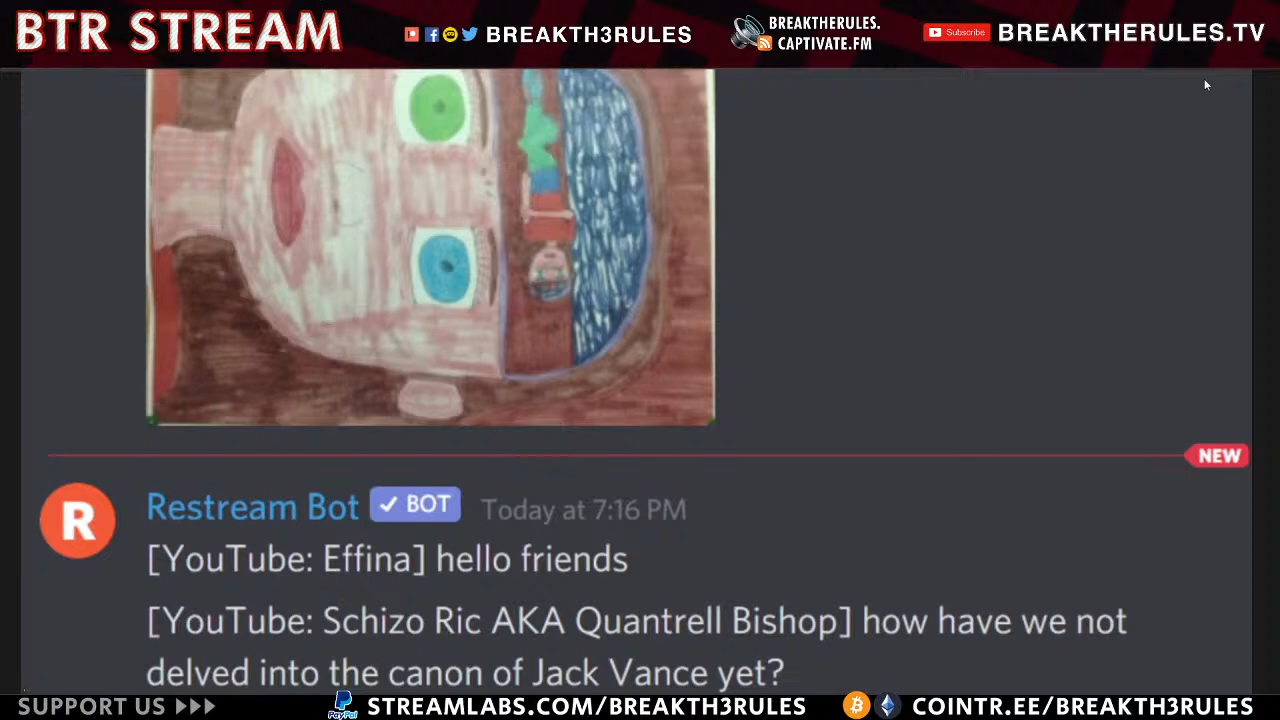 BTR STREAM
BREAKTH3RULES
BREAKTHERULES.
CAPTIVATE.FM
Subscribe
BREAKTHERULES.TV
NEW
R
Restream Bot ✓ BOT Today at 7:16 PM
[YouTube: Effina] hello friends
[YouTube: Schizo Ric AKA Quantrell Bishop] how have we not
delved into the canon of Jack Vance yet?
SUPPORT US
PayPal
STREAMLABS.COM/BREAKTH3RULES
COINTR.EE/BREAKTH3RULES